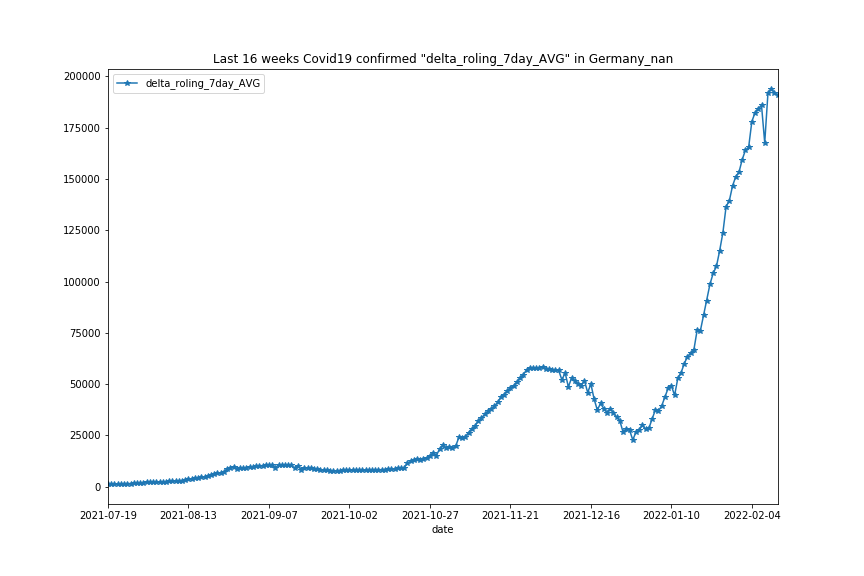 Last 16 weeks Covid19 confirmed "delta_roling_7day_AVG" in Germany_nan
delta_roling_7day_AVG
200000
175000
150000
125000
100000
75000
50000
25000
0
2021-07-19 2021-08-13 2021-09-07 2021-10-02 2021-10-27 2021-11-21 2021-12-16 2022-01-10 2022-02-04
date